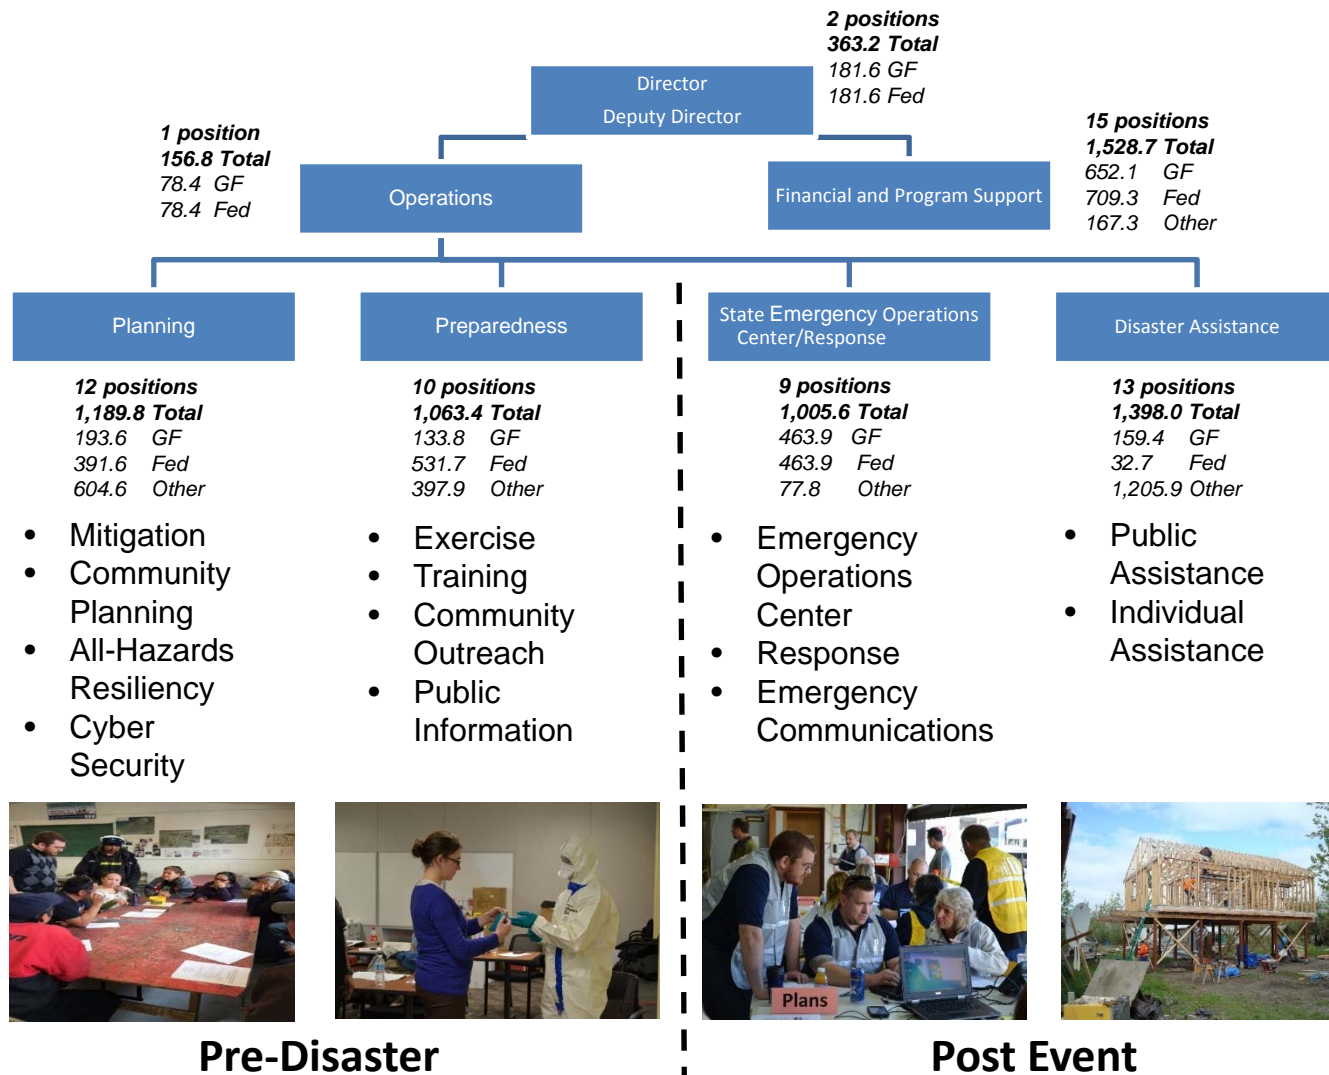 2 positions
363.2 Total
181.6 GF
181.6 Fed
Director
Deputy Director
1 position
156.8 Total
78.4 GF
78.4 Fed
Operations
Financial and Program Support
15 positions
1,528.7 Total
652.1 GF
709.3 Fed
167.3 Other
Planning
12 positions
1,189.8 Total
193.6 GF
391.6 Fed
604.6 Other
• Mitigation
• Community
Planning
• All-Hazards
Resiliency
• Cyber
Security
Preparedness
10 positions
1,063.4 Total
133.8 GF
531.7 Fed
397.9 Other
• Exercise
• Training
• Community
Outreach
• Public
Information
State Emergency Operations
Center/Response
9 positions
1,005.6 Total
463.9 GF
463.9 Fed
77.8 Other
• Emergency
Operations
Center
• Response
• Emergency
Communications
Disaster Assistance
13 positions
1,398.0 Total
159.4 GF
32.7 Fed
1,205.9 Other
• Public
Assistance
• Individual
Assistance
Plans
Pre-Disaster
Post Event